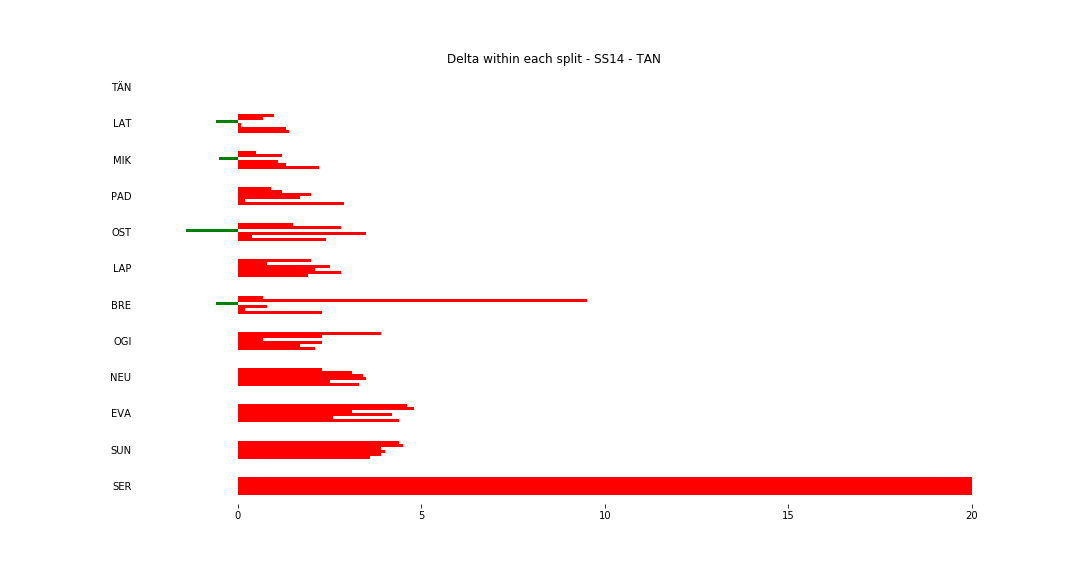 Delta within each split - SS14 - TAN
TÄN
LAT
MIK
PAD
OST
LAP
BRE
OGI
NEU
EVA
SUN
SER
0 5 10 15 20